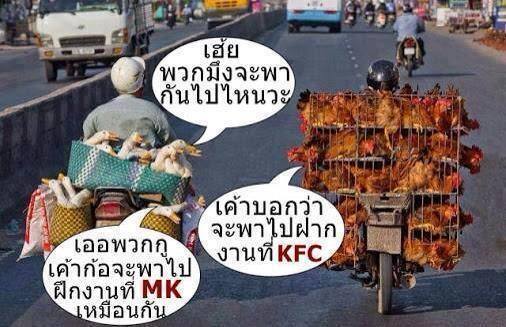 เฮ้ย
พวกมึงจะพา
กันไปไหนวะ
เค้าบอกว่า
จะพาไปฝาก
งานที่ KFC
เออพวกกู
เค้าก้อจะพาไป
ฝึกงานที่ MK
เหมือนกัน